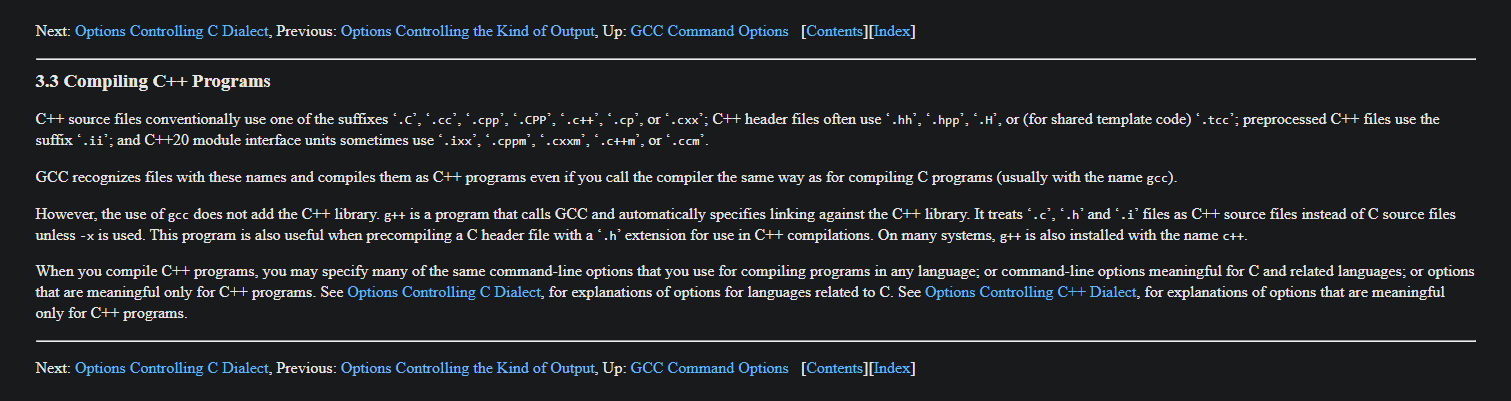 Next: Options Controlling C Dialect, Previous: Options Controlling the Kind of Output, Up: GCC Command Options   [Contents][Index]
3.3 Compiling C++ Programs
C++ source files conventionally use one of the suffixes ‘.C’, ‘.cc’, ‘.cpp’, ‘.CPP’, ‘.c++’, ‘.cp’, or ‘.cxx’; C++ header files often use ‘.hh’, ‘.hpp’, ‘.H’, or (for shared template code) ‘.tcc’; preprocessed C++ files use the
suffix ‘.ii’; and C++20 module interface units sometimes use ‘.ixx’, ‘.cppm’, ‘.cxxm’, ‘.c++m’, or ‘.ccm’.
GCC recognizes files with these names and compiles them as C++ programs even if you call the compiler the same way as for compiling C programs (usually with the name gcc).
However, the use of gcc does not add the C++ library. g++ is a program that calls GCC and automatically specifies linking against the C++ library. It treats ‘.c’, ‘.h’ and ‘.i’ files as C++ source files instead of C source files
unless -x is used. This program is also useful when precompiling a C header file with a ‘.h’ extension for use in C++ compilations. On many systems, g++ is also installed with the name c++.
When you compile C++ programs, you may specify many of the same command-line options that you use for compiling programs in any language; or command-line options meaningful for C and related languages; or options
that are meaningful only for C++ programs. See Options Controlling C Dialect, for explanations of options for languages related to C. See Options Controlling C++ Dialect, for explanations of options that are meaningful
only for C++ programs.
Next: Options Controlling C Dialect, Previous: Options Controlling the Kind of Output, Up: GCC Command Options   [Contents][Index]